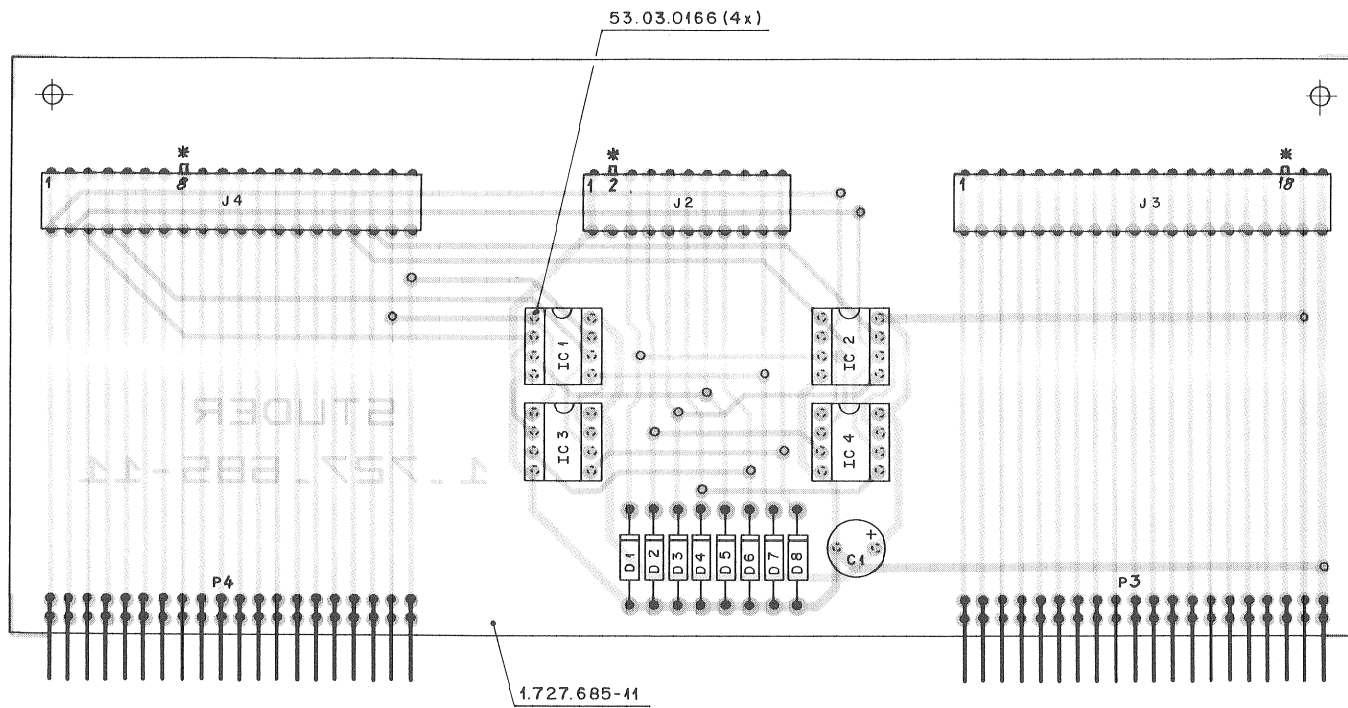 53.03.0166 (4x)
* * *
1 8 1 2 1 18
J4 J2 J3
IC1 IC2
STUDER
IC3 IC4
1.727.685-11
D1 D2 D3 D4 D5 D6 D7 D8 + C1
P4 P3
1.727.685-11